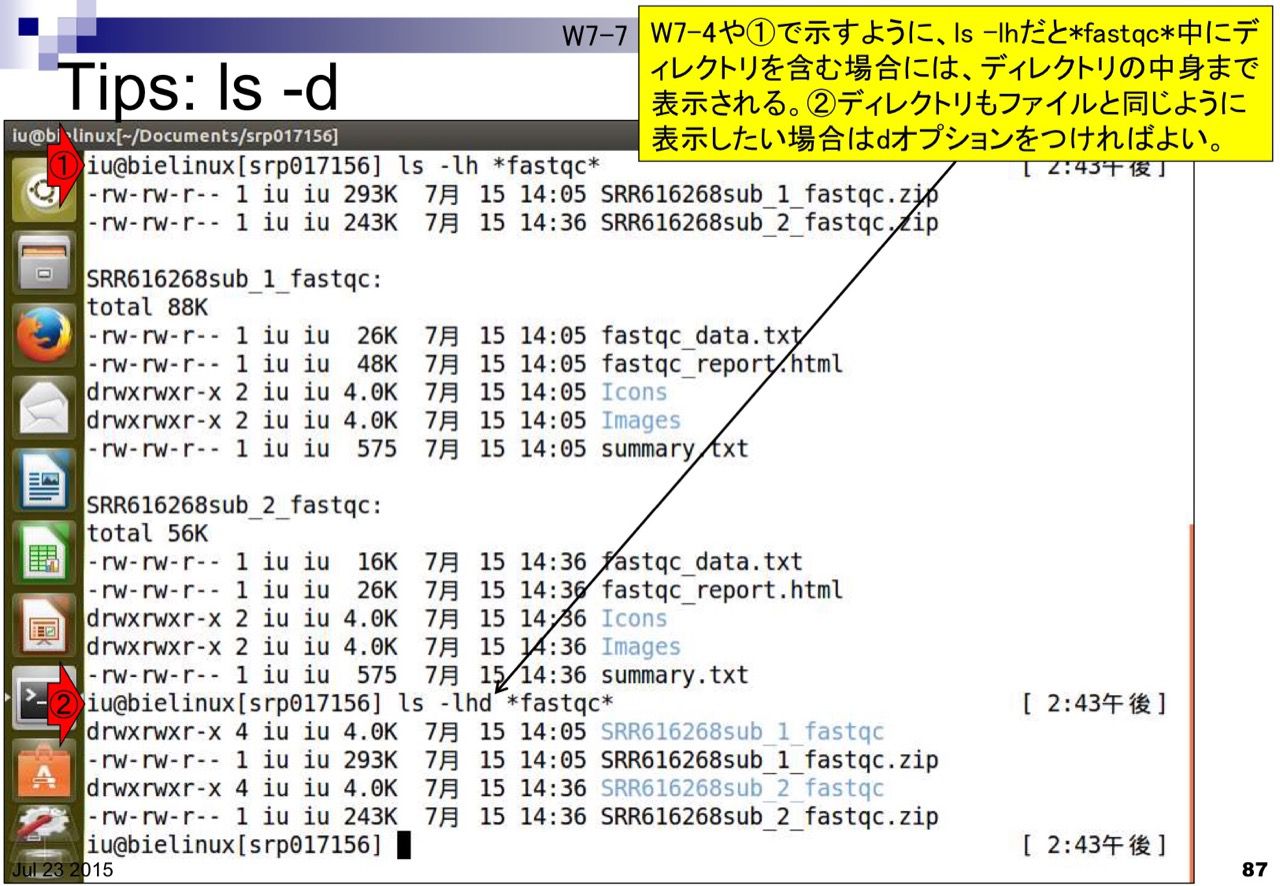 W7-7
W7-4や①で示すように、ls -lhだと*fastqc*中にデ
ィレクトリを含む場合には、ディレクトリの中身まで
表示される。②ディレクトリもファイルと同じように
表示したい場合はdオプションをつければよい。
Tips: ls -d
iu@bielinux[~/Documents/srp017156]
①
iu@bielinux[srp017156] ls -lh *fastqc* [ 2:43午後]
-rw-rw-r-- 1 iu iu 293K 7月 15 14:05 SRR616268sub_1_fastqc.zip
-rw-rw-r-- 1 iu iu 243K 7月 15 14:36 SRR616268sub_2_fastqc.zip
SRR616268sub_1_fastqc:
total 88K
-rw-rw-r-- 1 iu iu 26K 7月 15 14:05 fastqc_data.txt
-rw-rw-r-- 1 iu iu 48K 7月 15 14:05 fastqc_report.html
drwxrwxr-x 2 iu iu 4.0K 7月 15 14:05 Icons
drwxrwxr-x 2 iu iu 4.0K 7月 15 14:05 Images
-rw-rw-r-- 1 iu iu 575 7月 15 14:05 summary.txt
SRR616268sub_2_fastqc:
total 56K
-rw-rw-r-- 1 iu iu 16K 7月 15 14:36 fastqc_data.txt
-rw-rw-r-- 1 iu iu 26K 7月 15 14:36 fastqc_report.html
drwxrwxr-x 2 iu iu 4.0K 7月 15 14:36 Icons
drwxrwxr-x 2 iu iu 4.0K 7月 15 14:36 Images
-rw-rw-r-- 1 iu iu 575 7月 15 14:36 summary.txt
②
iu@bielinux[srp017156] ls -lhd *fastqc* [ 2:43午後]
drwxrwxr-x 4 iu iu 4.0K 7月 15 14:05 SRR616268sub_1_fastqc
-rw-rw-r-- 1 iu iu 293K 7月 15 14:05 SRR616268sub_1_fastqc.zip
drwxrwxr-x 4 iu iu 4.0K 7月 15 14:36 SRR616268sub_2_fastqc
-rw-rw-r-- 1 iu iu 243K 7月 15 14:36 SRR616268sub_2_fastqc.zip
iu@bielinux[srp017156] [ 2:43午後]
Jul 23 2015
87